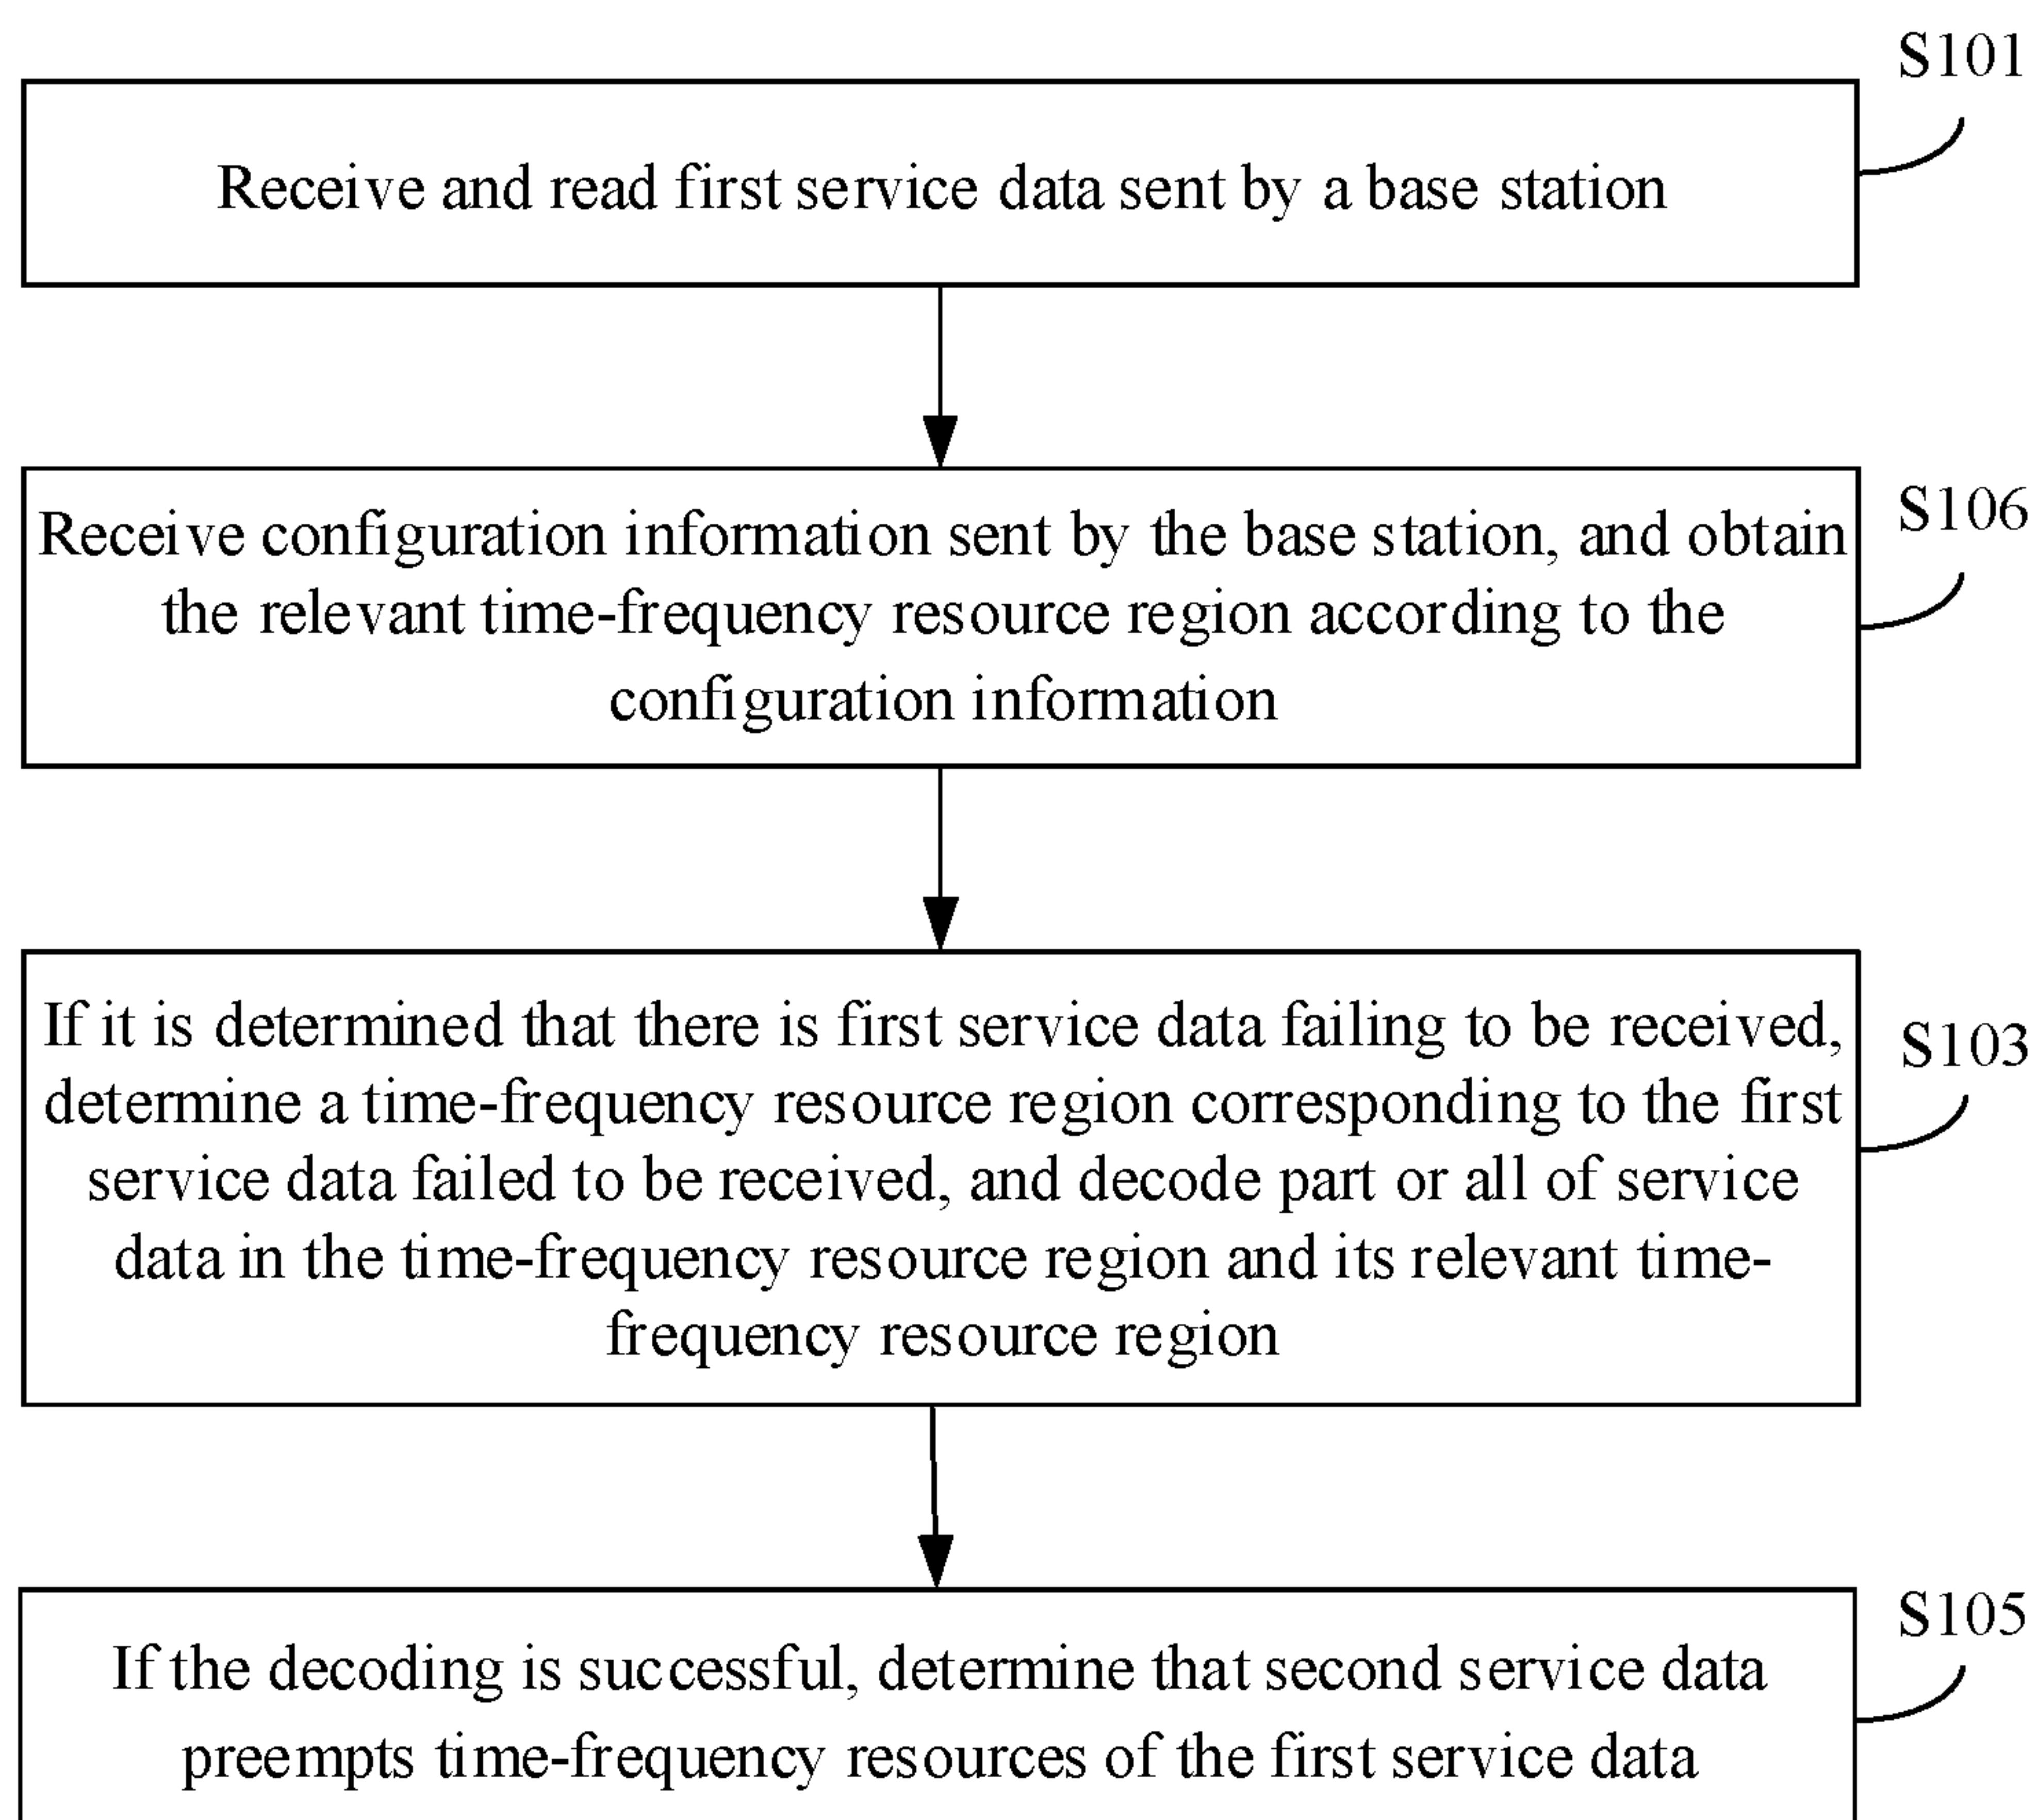 S101
Receive and read first service data sent by a base station
S106
Receive configuration information sent by the base station, and obtain
the relevant time-frequency resource region according to the
configuration information
S103
If it is determined that there is first service data failing to be received,
determine a time-frequency resource region corresponding to the first
service data failed to be received, and decode part or all of service
data in the time-frequency resource region and its relevant time-
frequency resource region
S105
If the decoding is successful, determine that second service data
preempts time-frequency resources of the first service data